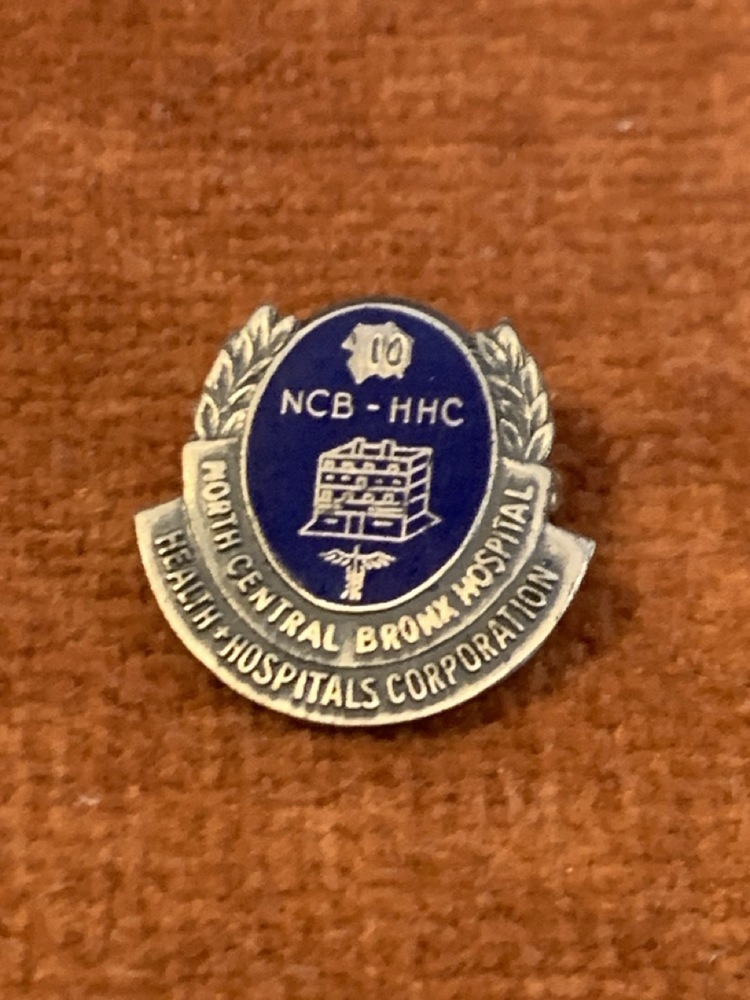 10
NCB - HHC
NORTH CENTRAL BRONX HOSPITAL
HEALTH + HOSPITALS CORPORATION